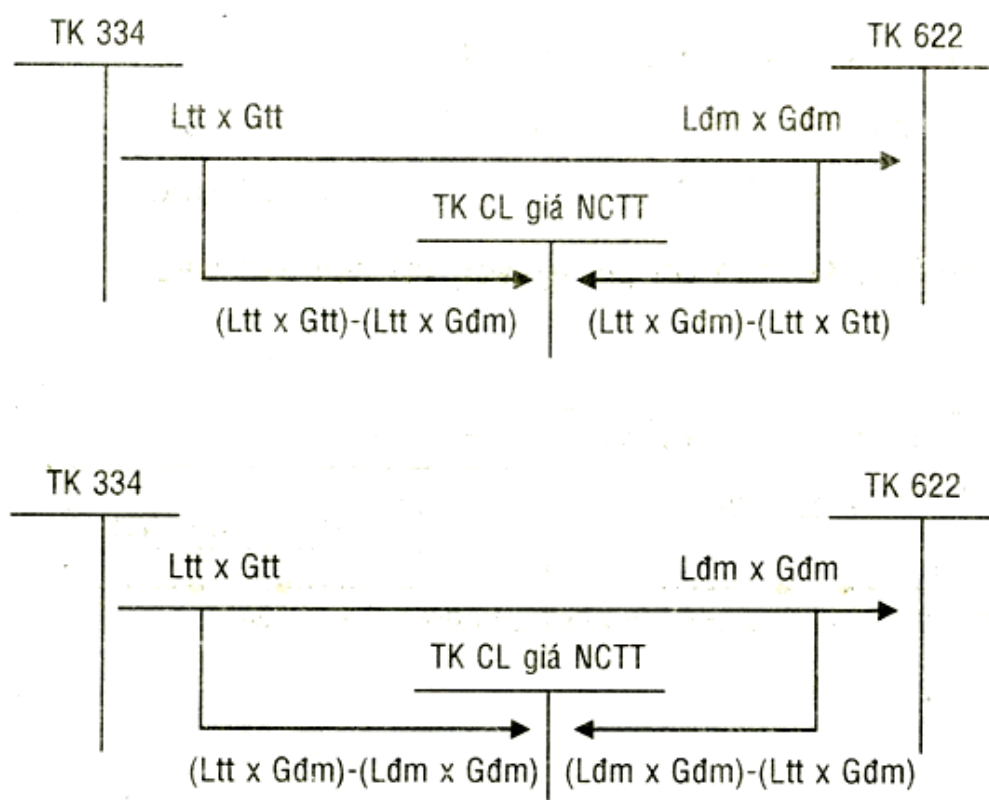 TK 334 TK 622
Ltt x Gtt Lđm x Gđm
TK CL giá NCTT
(Ltt x Gtt)-(Ltt x Gđm) (Ltt x Gđm)-(Ltt x Gtt)
TK 334 TK 622
Ltt x Gtt Lđm x Gđm
TK CL giá NCTT
(Ltt x Gđm)-(Lđm x Gđm) (Lđm x Gđm)-(Ltt x Gđm)